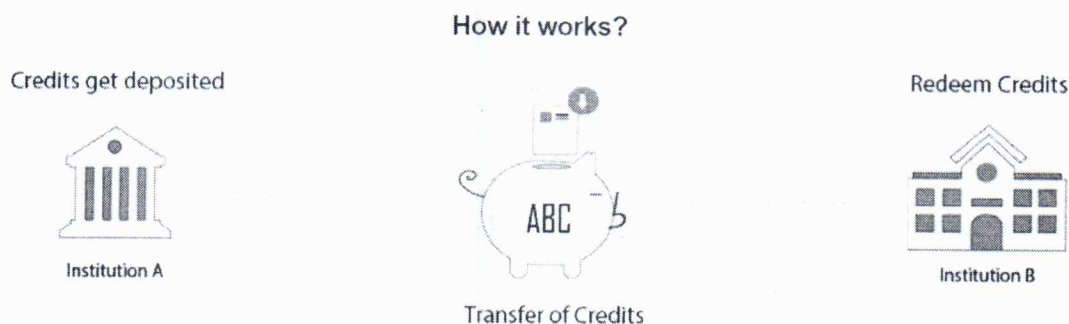 How it works?
Credits get deposited
Redeem Credits
ABC
Institution A
Institution B
Transfer of Credits